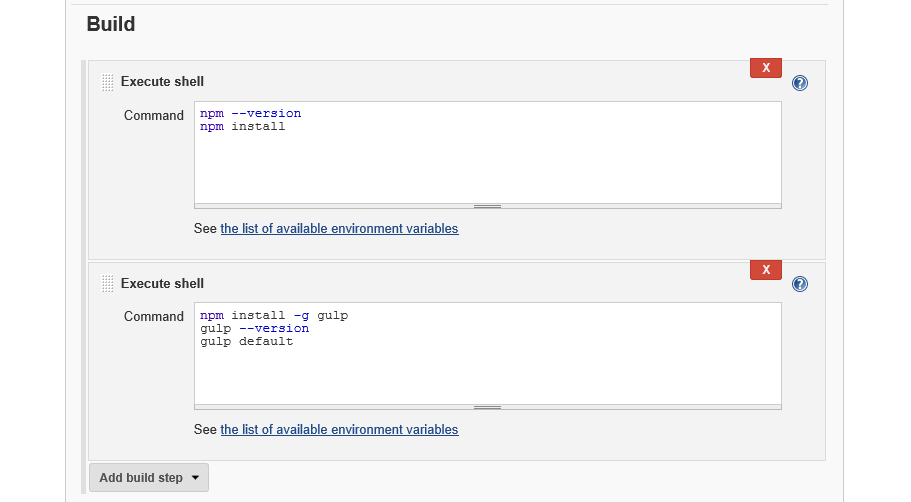 Build
X
Execute shell
?
Command
npm --version
npm install
See the list of available environment variables
X
Execute shell
?
Command
npm install -g gulp
gulp --version
gulp default
See the list of available environment variables
Add build step